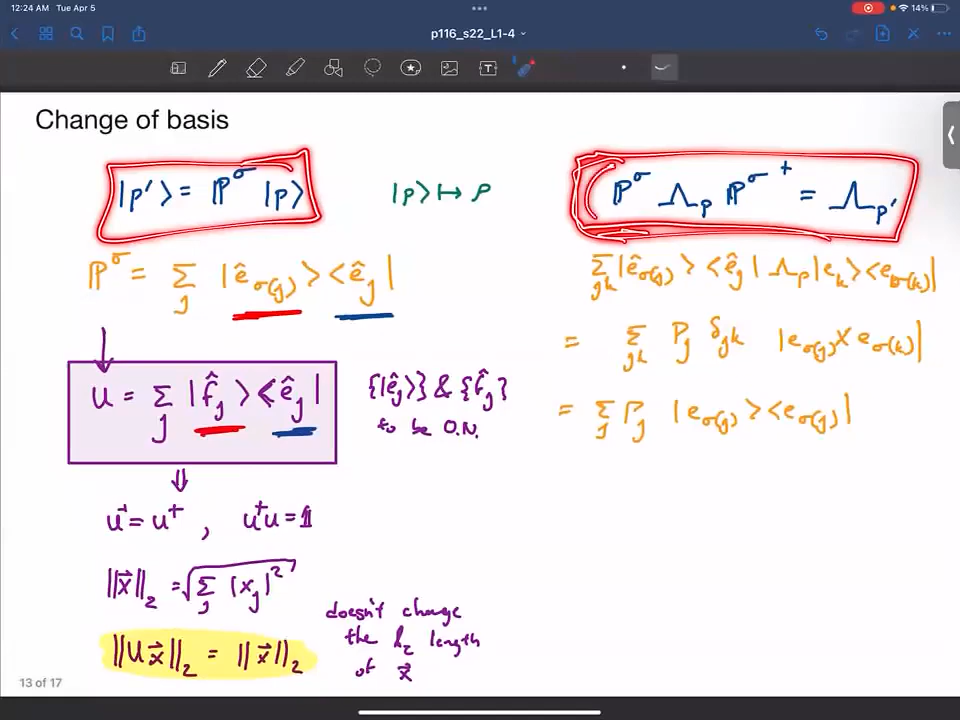 12:24 AM Tue Apr 5
14%
p116_s22_L1-4
Change of basis
|p'⟩ = ℙ^σ |p⟩
|p⟩ ↦ p
ℙ^σ Λ_p ℙ^σ† = Λ_p'
ℙ^σ = Σ_j |ê_σ(j)⟩⟨ê_j|
Σ_jk |ê_σ(j)⟩⟨ê_j| Λ_p |e_k⟩⟨e_σ(k)|
= Σ_jk P_j δ_jk |e_σ(j)⟩⟨e_σ(k)|
U = Σ_j |f̂_j⟩⟨ê_j|
{|ê_j⟩} & {f̂_j}
to be O.N.
= Σ_j P_j |e_σ(j)⟩⟨e_σ(j)|
⇓
U⁻¹ = U† , U†U = 𝟙
‖x⃗‖₂ = √(Σ_j |x_j|²)
doesn't change
the ℓ₂ length
of x⃗
‖U x⃗‖₂ = ‖x⃗‖₂
13 of 17